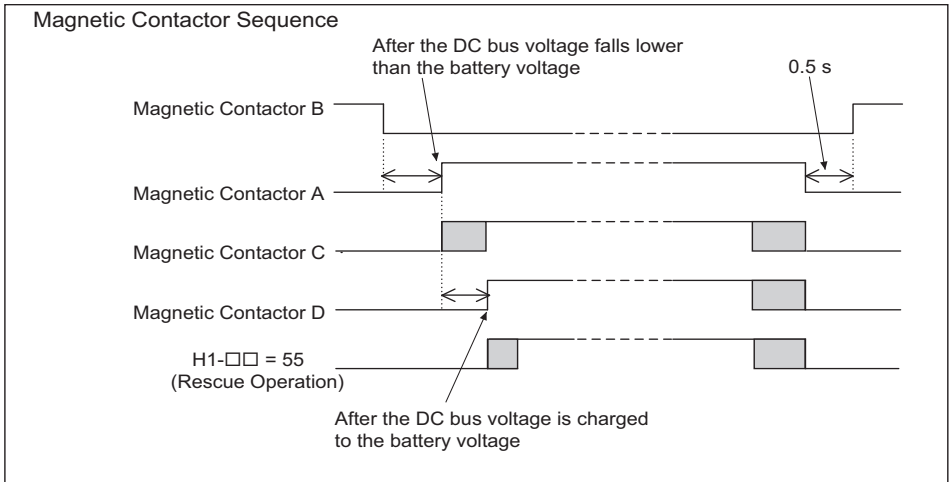 Magnetic Contactor Sequence
After the DC bus voltage falls lower
than the battery voltage
0.5 s
Magnetic Contactor B
Magnetic Contactor A
Magnetic Contactor C
Magnetic Contactor D
H1-□□ = 55
(Rescue Operation)
After the DC bus voltage is charged
to the battery voltage